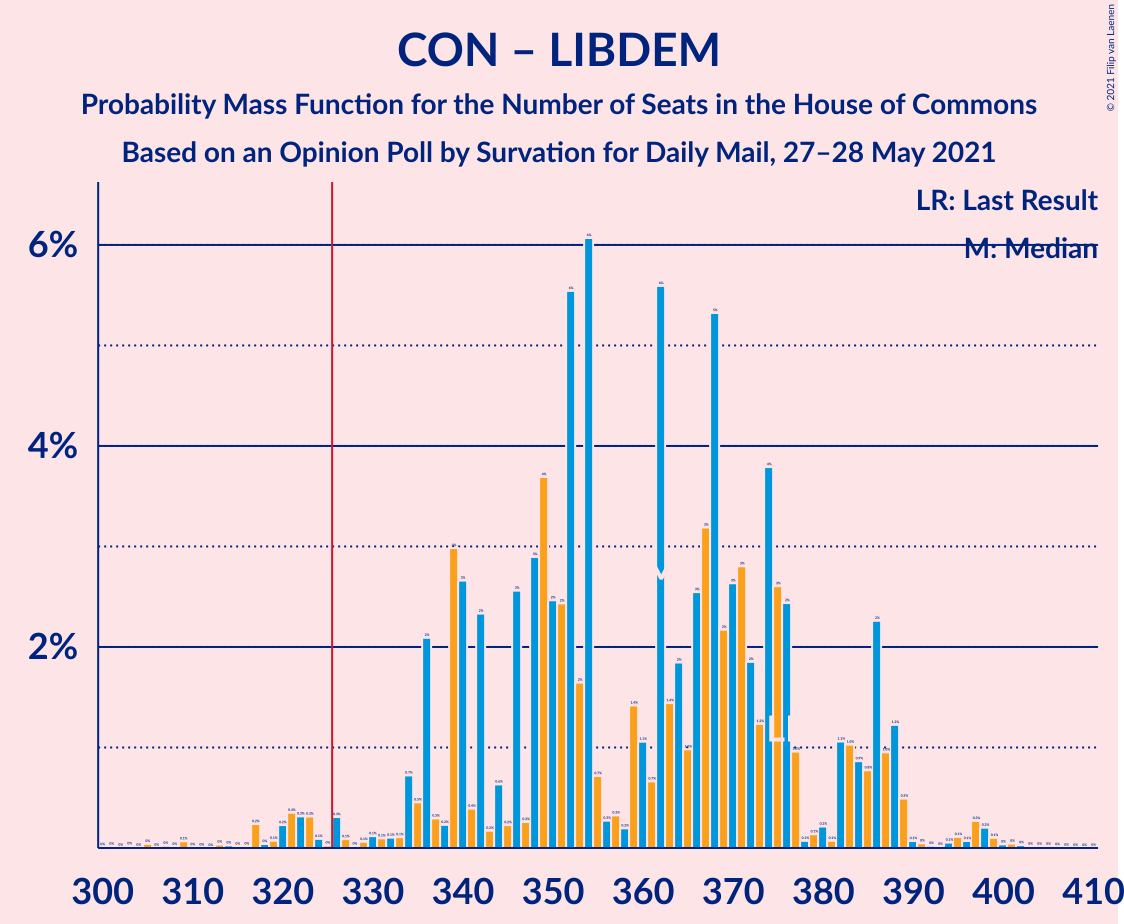 CON – LIBDEM
Probability Mass Function for the Number of Seats in the House of Commons
Based on an Opinion Poll by Survation for Daily Mail, 27–28 May 2021
© 2021 Filip van Laenen
LR: Last Result
M: Median
6%
4%
2%
300 310 320 330 340 350 360 370 380 390 400 410